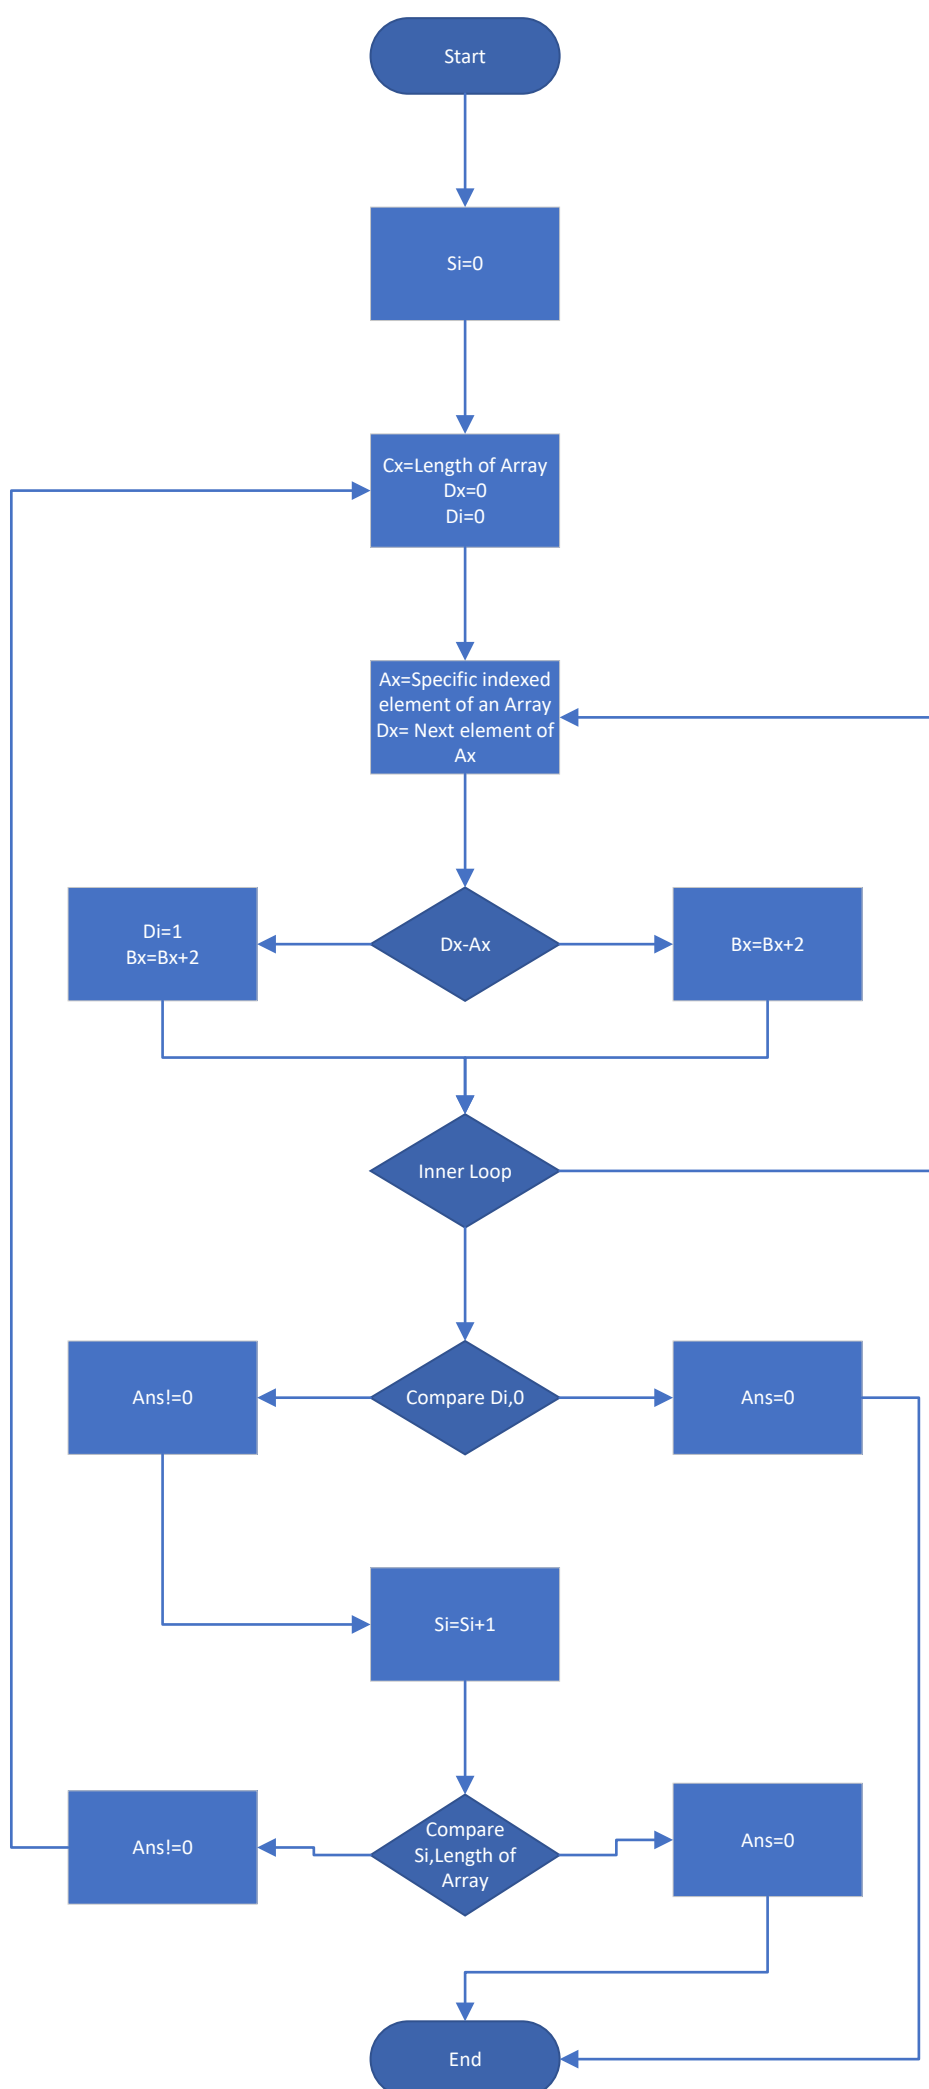 Start
Si=0
Cx=Length of Array
Dx=0
Di=0
Ax=Specific indexed
element of an Array
Dx= Next element of
Ax
Di=1
Bx=Bx+2
Dx-Ax
Bx=Bx+2
Inner Loop
Ans!=0
Compare Di,0
Ans=0
Si=Si+1
Ans!=0
Compare
Si,Length of
Array
Ans=0
End